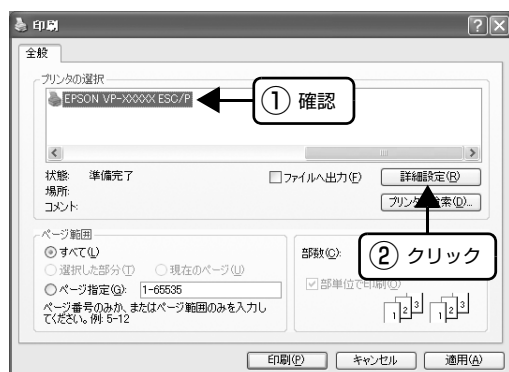 印刷
全般
プリンタの選択
EPSON VP-XXXXX ESC/P
① 確認
状態: 準備完了
場所:
コメント:
ファイルへ出力(F)
詳細設定(R)
プリンタの検索(D)...
② クリック
ページ範囲
すべて(L)
選択した部分(T) 現在のページ(U)
ページ指定(G): 1-65535
ページ番号のみか、またはページ範囲のみを入力し
てください。例: 5-12
部数(C):
部単位で印刷(O)
1 2 3 1 2 3
印刷(P) キャンセル 適用(A)